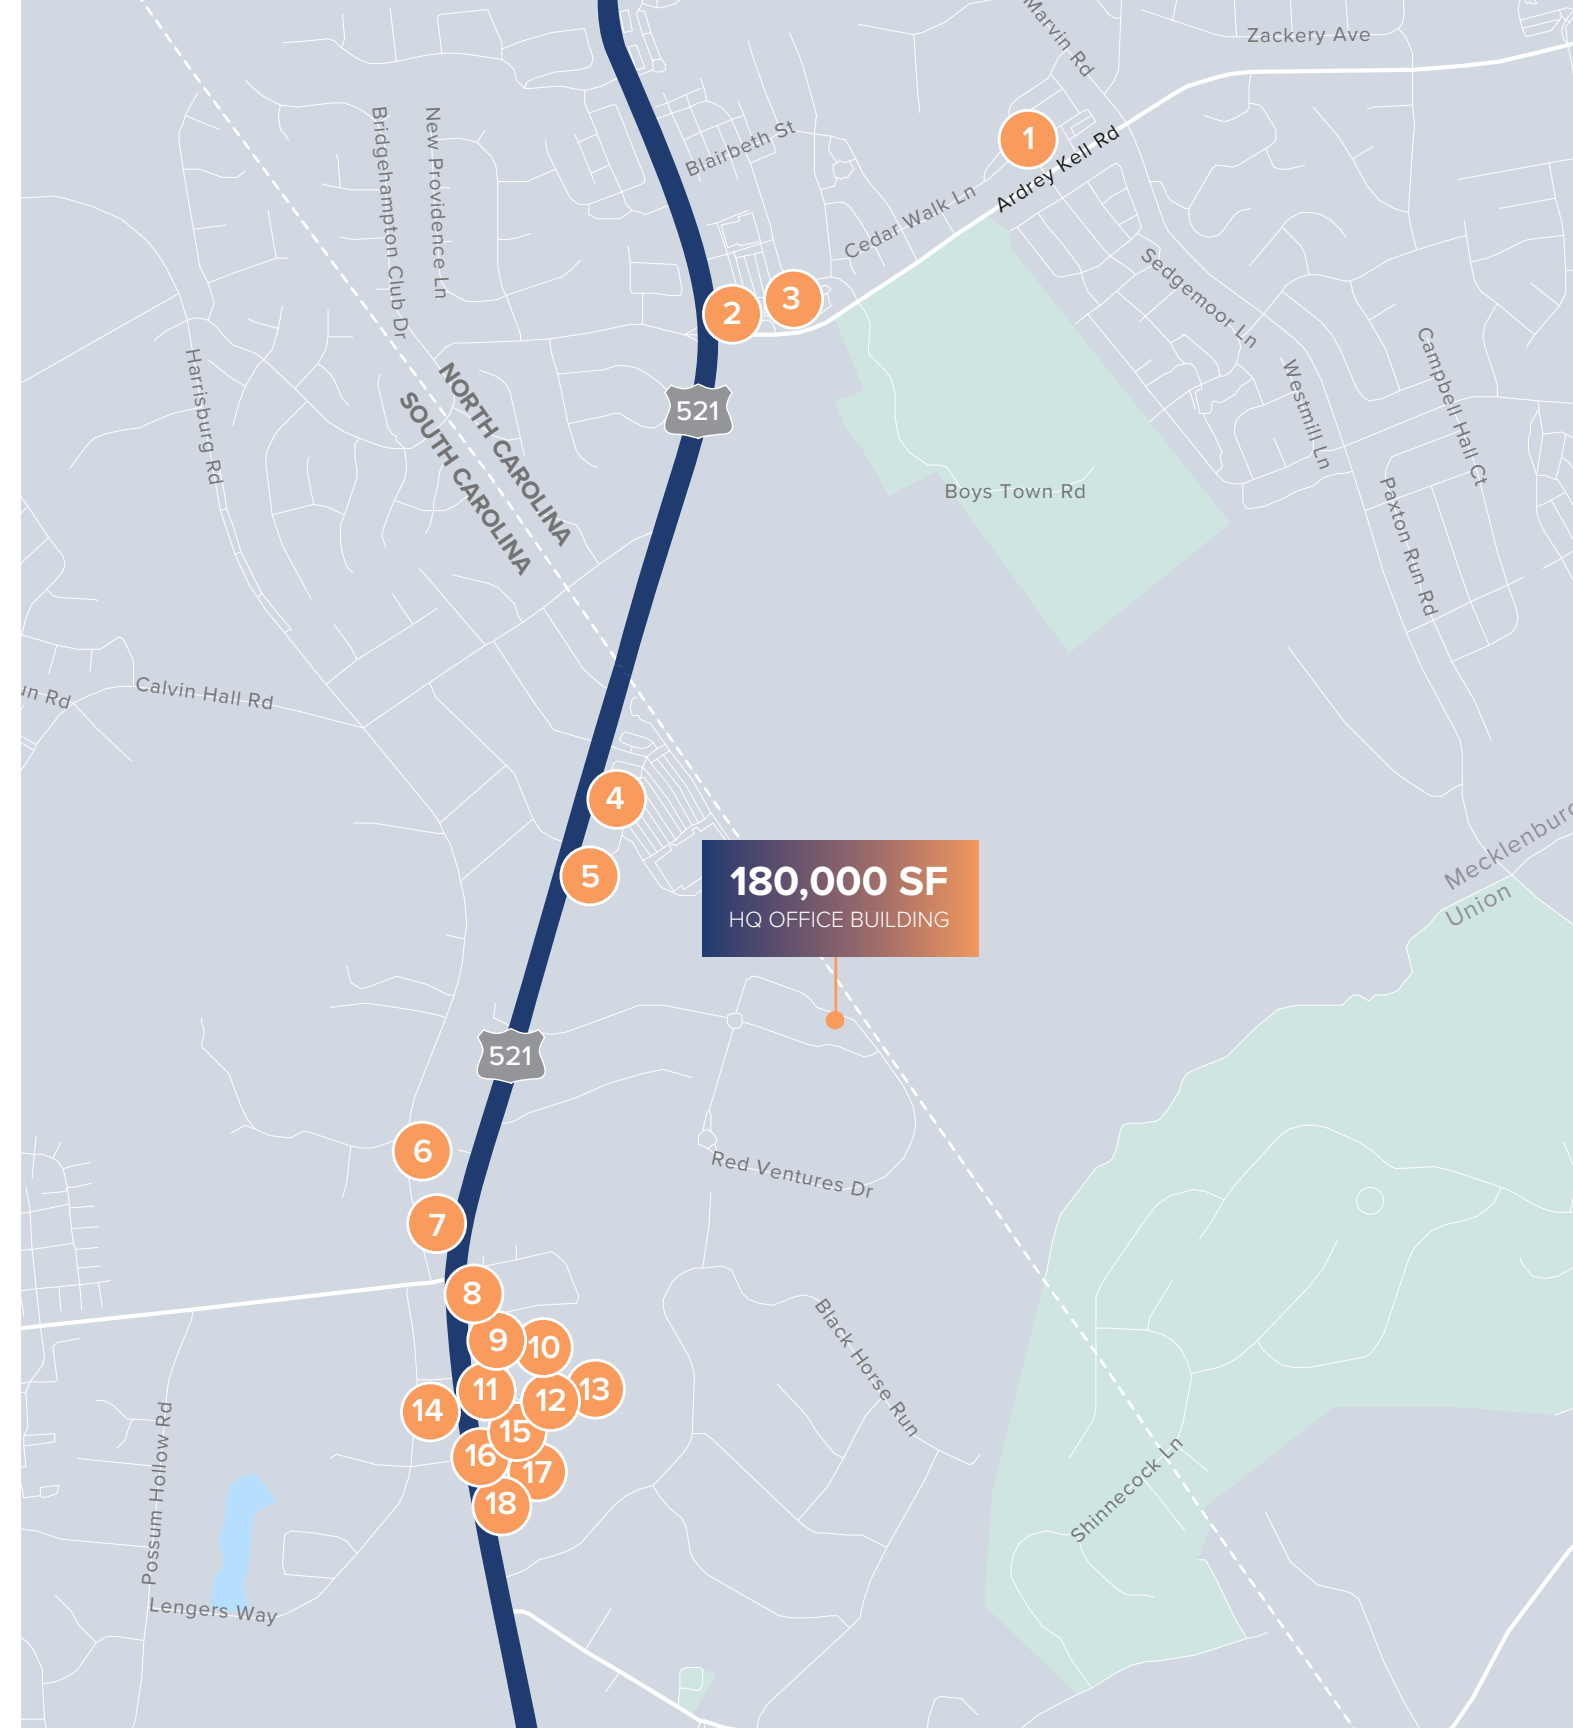 Marvin Rd
Zackery Ave
Bridgehampton Club Dr
New Providence Ln
Blairbeth St
1
Ardrey Kell Rd
Cedar Walk Ln
Sedgemoor Ln
2
3
Harrisburg Rd
NORTH CAROLINA
SOUTH CAROLINA
521
Westmill Ln
Campbell Hall Ct
Boys Town Rd
Paxton Run Rd
un Rd
Calvin Hall Rd
4
5
180,000 SF
HQ OFFICE BUILDING
Mecklenburg
Union
521
6
Red Ventures Dr
7
8
9
10
Black Horse Run
11
12
13
14
15
16
17
18
Possum Hollow Rd
Shinnecock Ln
Lengers Way